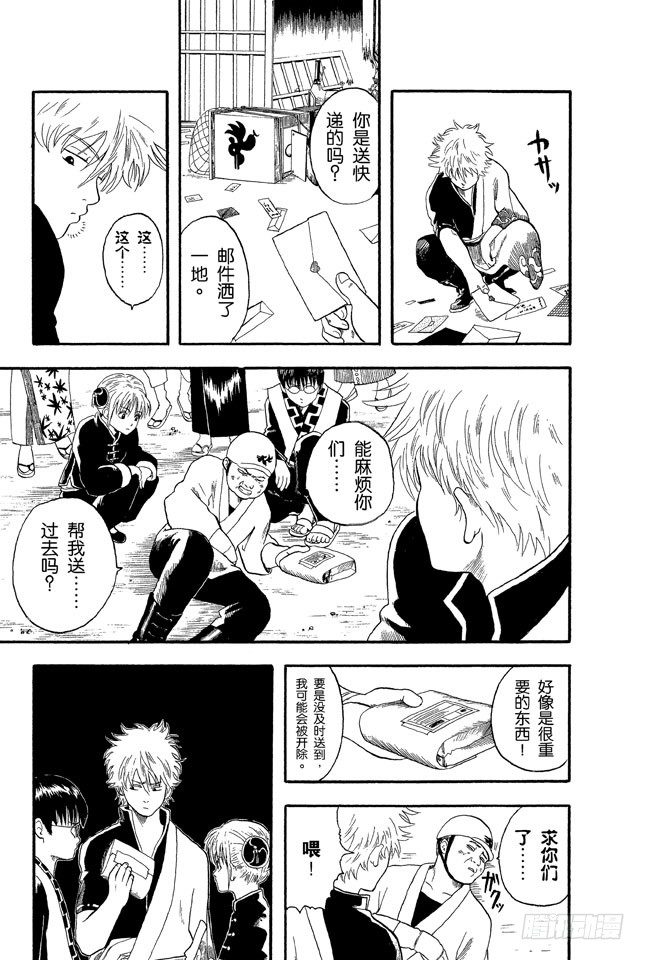 カサッ
你是送快
递的吗？
邮件洒了
一地。
这……
这个……
能麻烦你
们……
帮我送……
过去吗？
好像是很重
要的东西！
要是没及时送到，
我可能会被开除。
求你们
了……
ガクッ
喂！
腾讯动漫